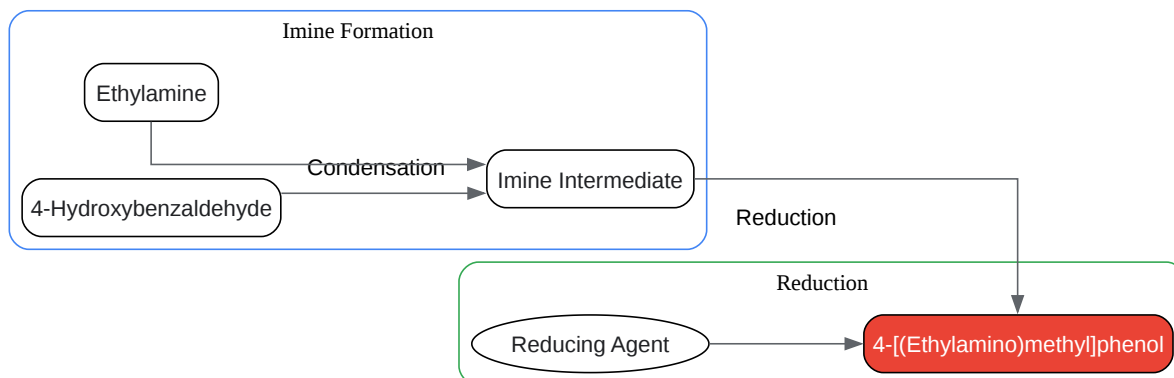 Imine Formation
Ethylamine
Condensation
4-Hydroxybenzaldehyde
Imine Intermediate
Reduction
Reduction
Reducing Agent
4-[(Ethylamino)methyl]phenol